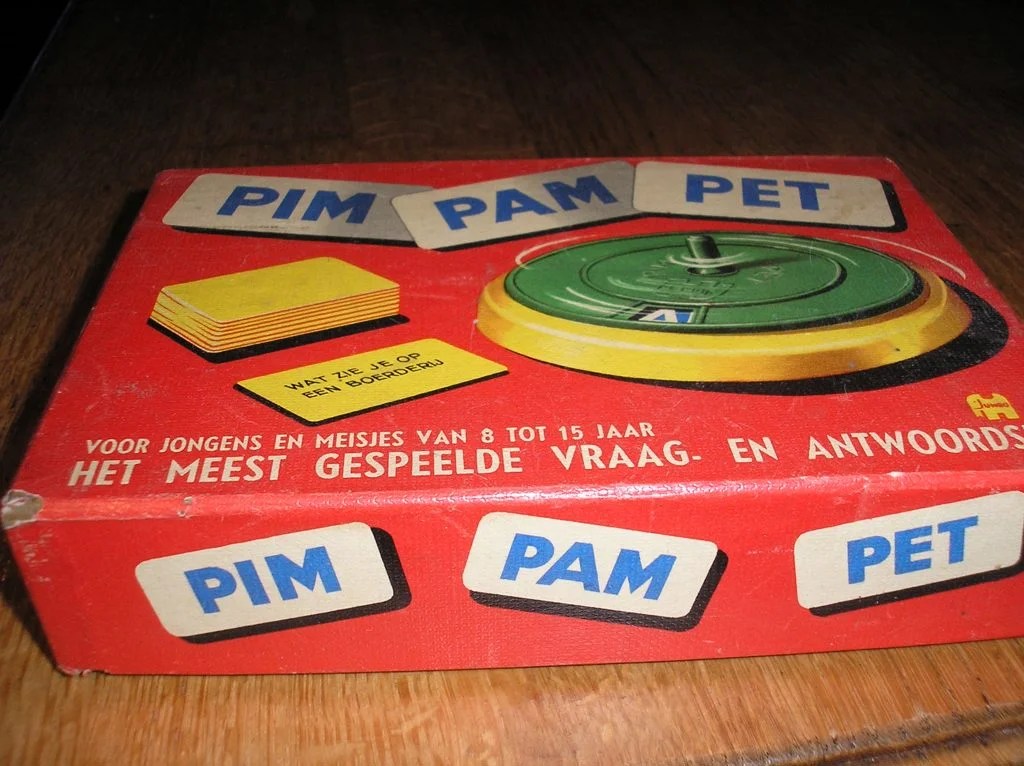 PIM PAM PET
WAT ZIE JE OP
EEN BOERDERIJ
JUMBO
VOOR JONGENS EN MEISJES VAN 8 TOT 15 JAAR
HET MEEST GESPEELDE VRAAG- EN ANTWOORDS
PIM PAM PET